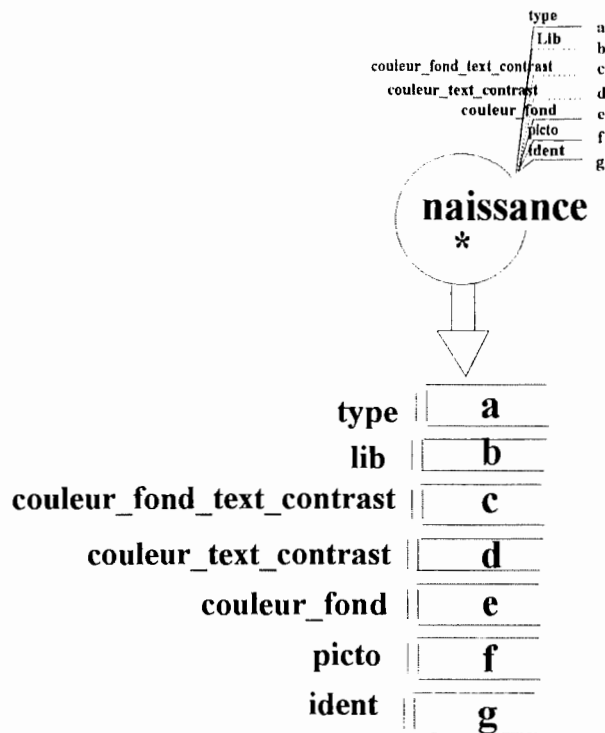 type a
Lib b
couleur_fond_text_contrast c
couleur_text_contrast d
couleur_fond e
picto f
ident g
naissance
*
type a
lib b
couleur_fond_text_contrast c
couleur_text_contrast d
couleur_fond e
picto f
ident g